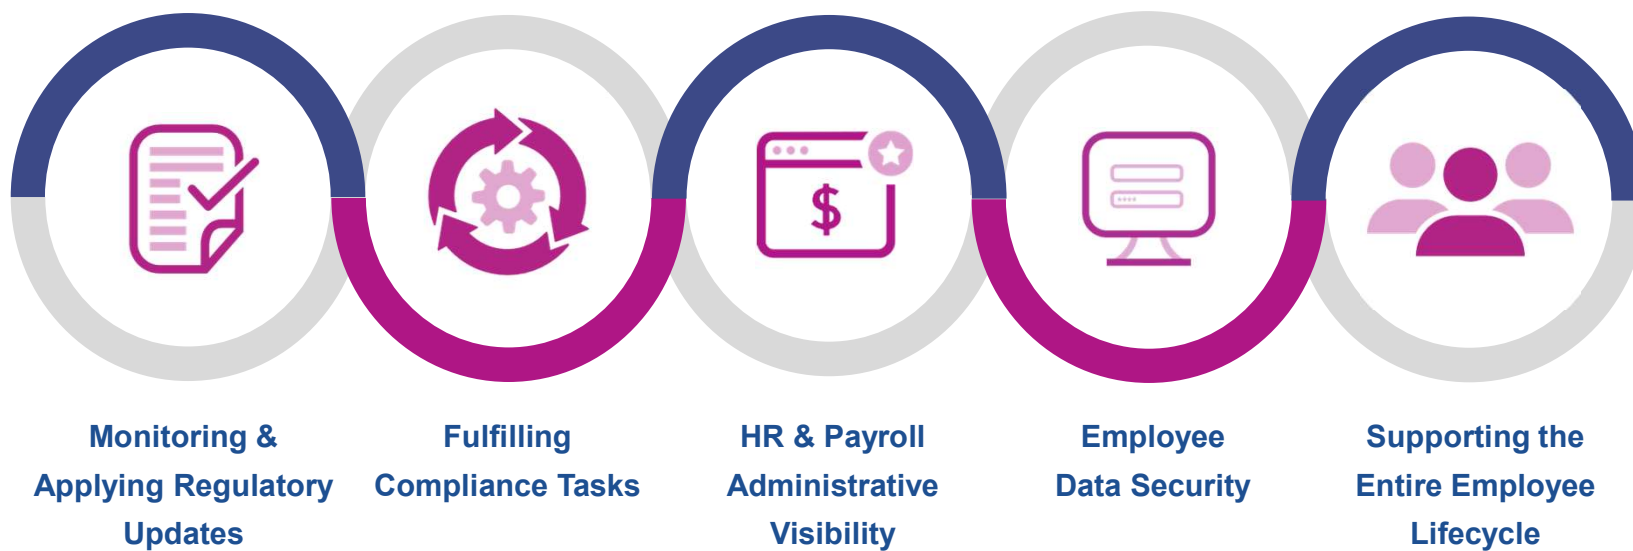 Monitoring &
Applying Regulatory
Updates
Fulfilling
Compliance Tasks
HR & Payroll
Administrative
Visibility
Employee
Data Security
Supporting the
Entire Employee
Lifecycle
$